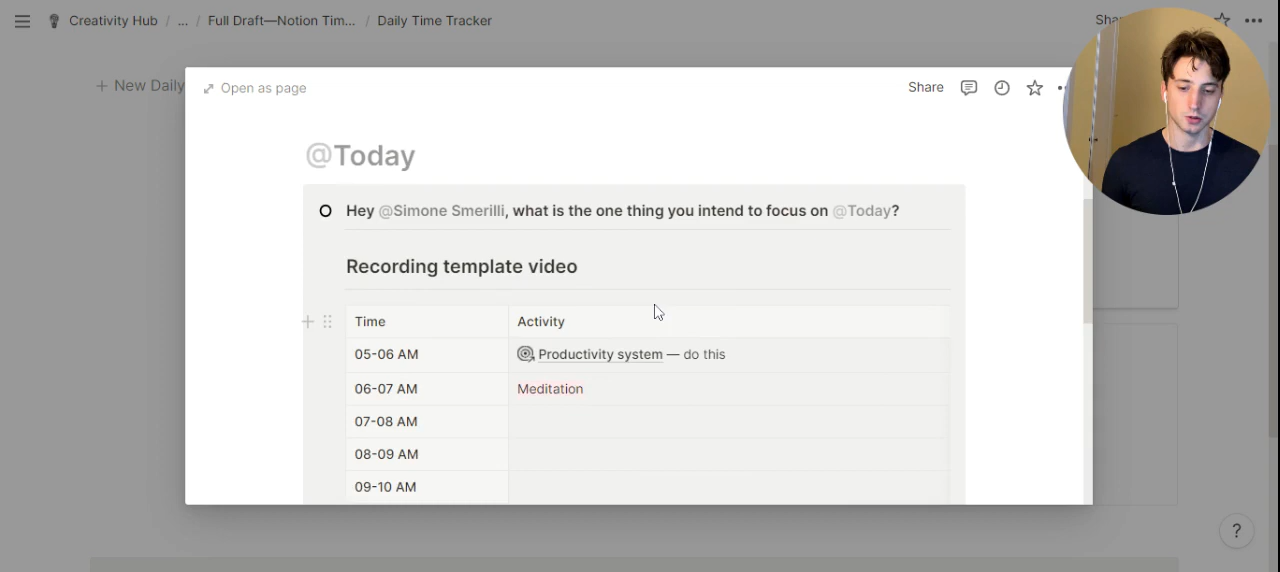 Creativity Hub / ... / Full Draft—Notion Tim... / Daily Time Tracker
+ New Daily
Open as page
Share
@Today
Hey @Simone Smerilli, what is the one thing you intend to focus on @Today?
Recording template video
Time Activity
05-06 AM Productivity system — do this
06-07 AM Meditation
07-08 AM
08-09 AM
09-10 AM
?